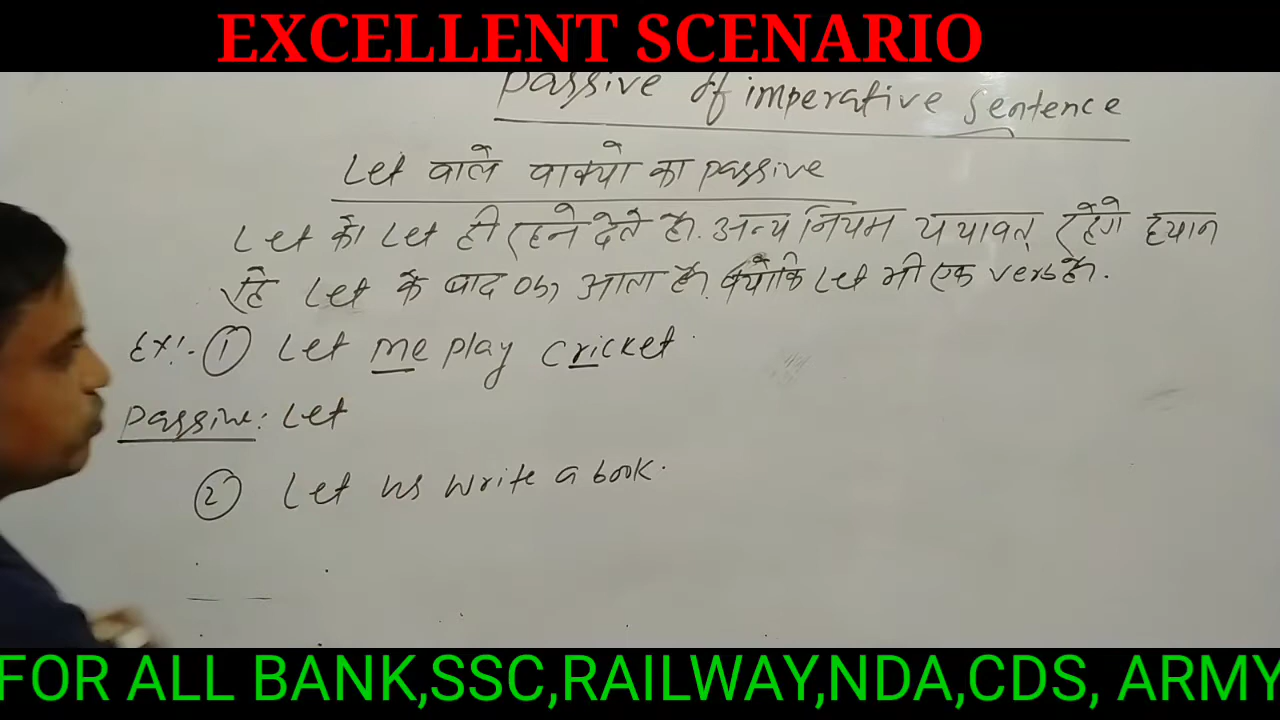 EXCELLENT SCENARIO
passive of imperative sentence
Let वाले वाक्यो का passive
Let को Let ही रहने देते है. अन्य नियम यथावत् रहेंगे ध्यान
रहे Let के बाद obj आता है. क्योंकि Let भी एक verb है.
Ex!- ① Let me play cricket.
passive: Let
② Let us write a book.
FOR ALL BANK,SSC,RAILWAY,NDA,CDS, ARMY